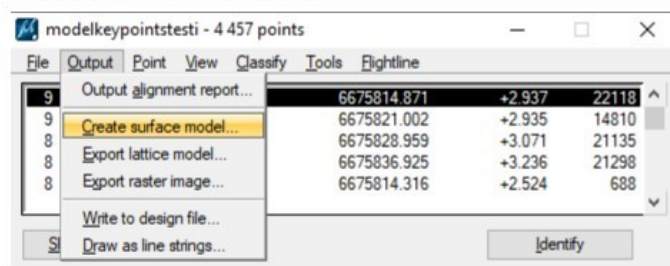 modelkeypointstesti - 4 457 points
File Output Point View Classify Tools Flightline
Output alignment report...
Create surface model...
Export lattice model...
Export raster image...
Write to design file...
Draw as line strings...
9 6675814.871 +2.937 22118
9 6675821.002 +2.935 14810
8 6675828.959 +3.071 21135
8 6675836.925 +3.236 21298
8 6675814.316 +2.524 688
Identify